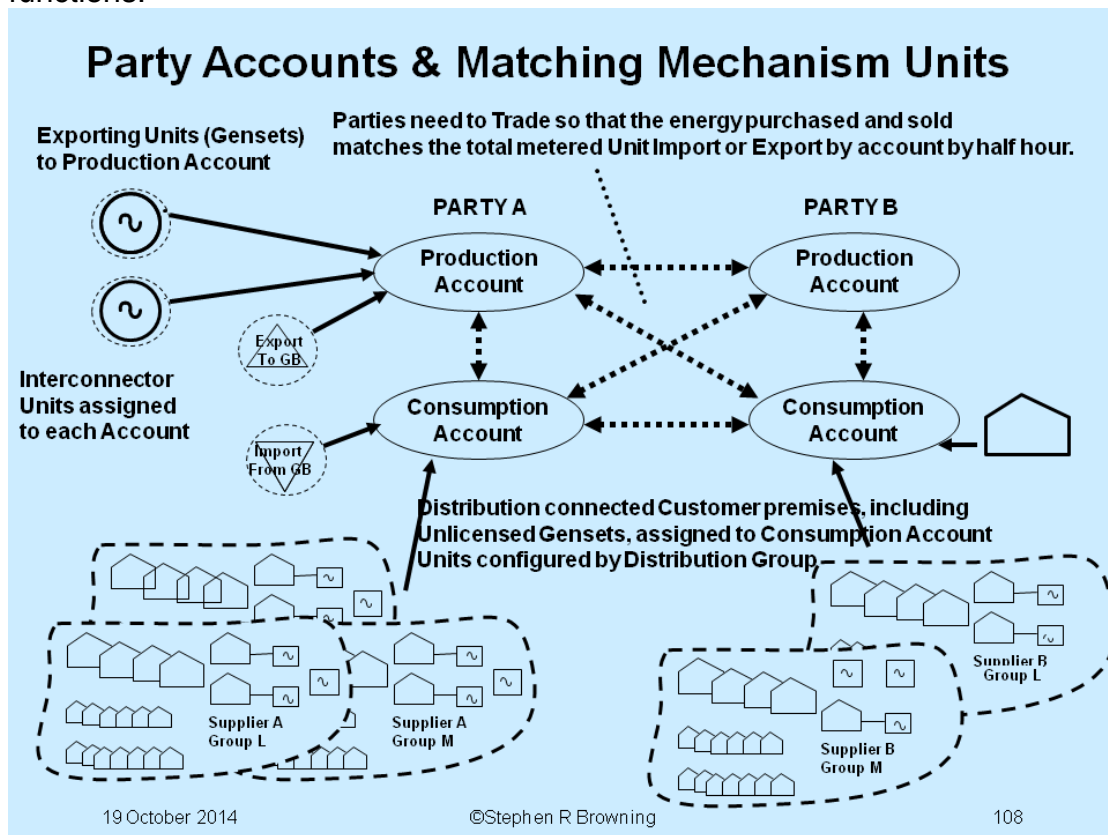 functions.
Party Accounts & Matching Mechanism Units
Exporting Units (Gensets)
to Production Account
Parties need to Trade so that the energy purchased and sold
matches the total metered Unit Import or Export by account by half hour.
PARTY A
PARTY B
Production
Account
Production
Account
Export
To GB
Interconnector
Units assigned
to each Account
Consumption
Account
Consumption
Account
Import
From GB
Distribution connected Customer premises, including
Unlicensed Gensets, assigned to Consumption Account
Units configured by Distribution Group
Supplier B
Group L
Supplier A
Group L
Supplier A
Group M
Supplier B
Group M
19 October 2014
©Stephen R Browning
108